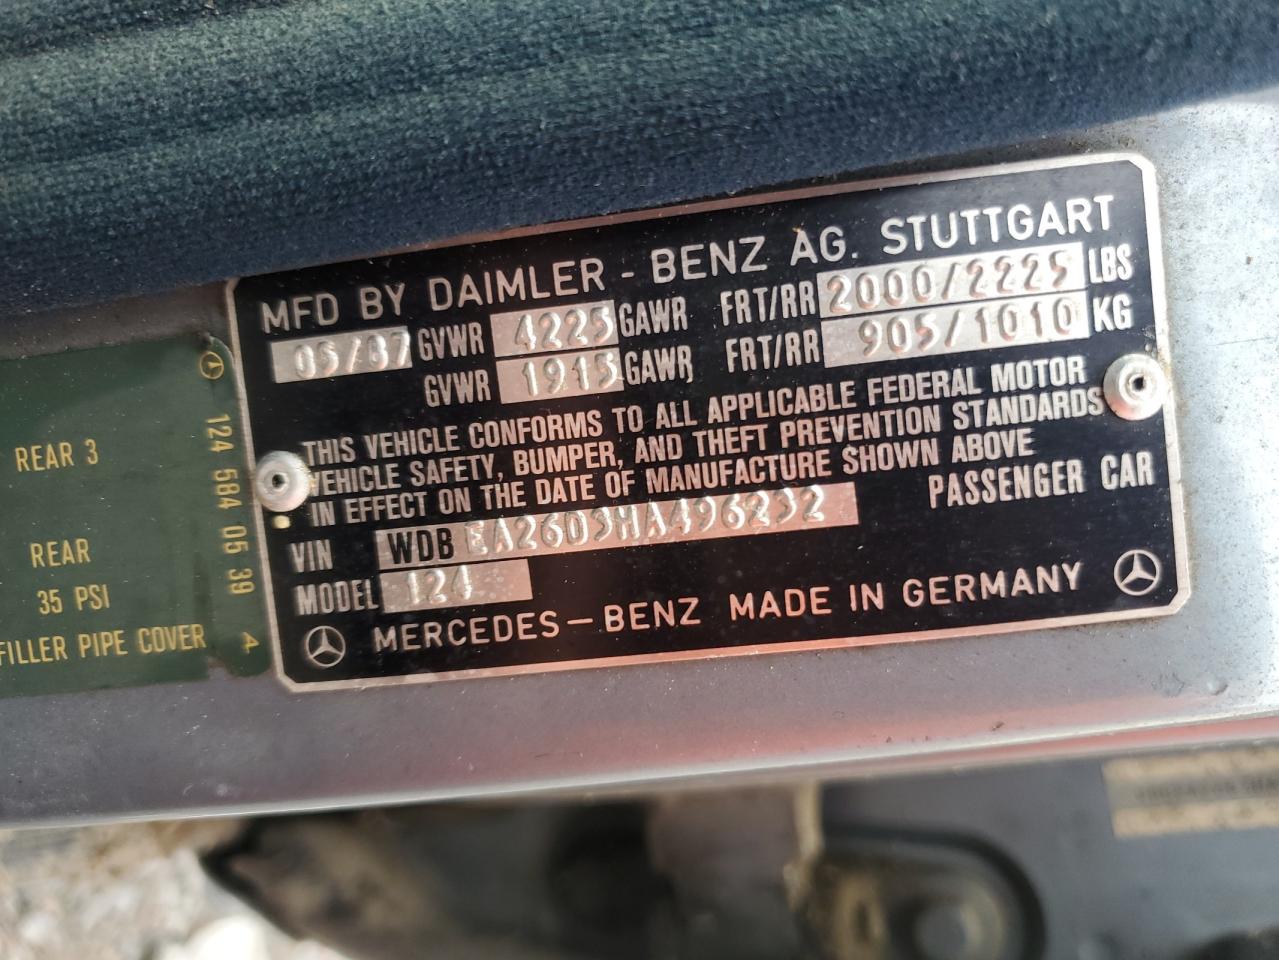 MFD BY DAIMLER - BENZ AG. STUTTGART
05/87 GVWR 4225 GAWR FRT/RR 2000/2225 LBS
GVWR 1915 GAWR FRT/RR 905/1010 KG
THIS VEHICLE CONFORMS TO ALL APPLICABLE FEDERAL MOTOR
VEHICLE SAFETY, BUMPER, AND THEFT PREVENTION STANDARDS
IN EFFECT ON THE DATE OF MANUFACTURE SHOWN ABOVE
VIN WDB EA26D3HA496232 PASSENGER CAR
MODEL 124
MERCEDES-BENZ MADE IN GERMANY
REAR 3
REAR
35 PSI
FILLER PIPE COVER
124 584 05 39 4